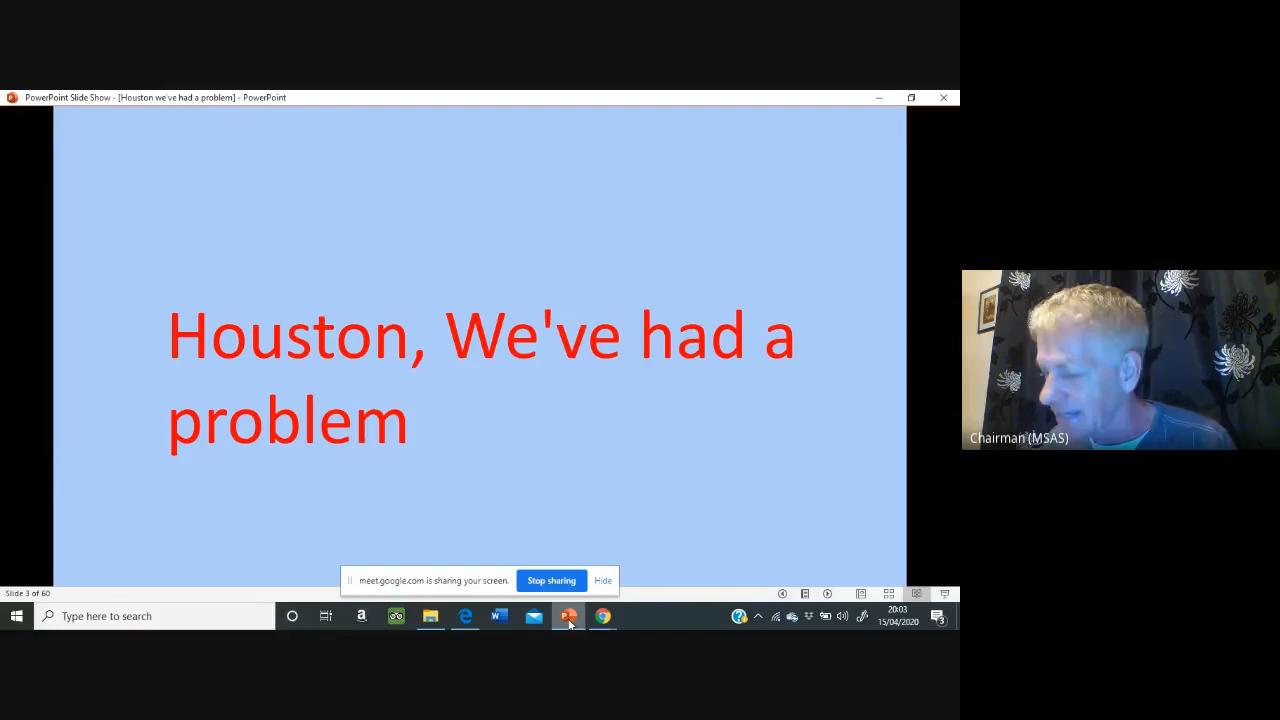 PowerPoint Slide Show - [Houston we've had a problem] - PowerPoint
Houston, We've had a
problem
Chairman (MSAS)
meet.google.com is sharing your screen.
Stop sharing
Hide
Slide 3 of 60
Type here to search
20:03
15/04/2020
3